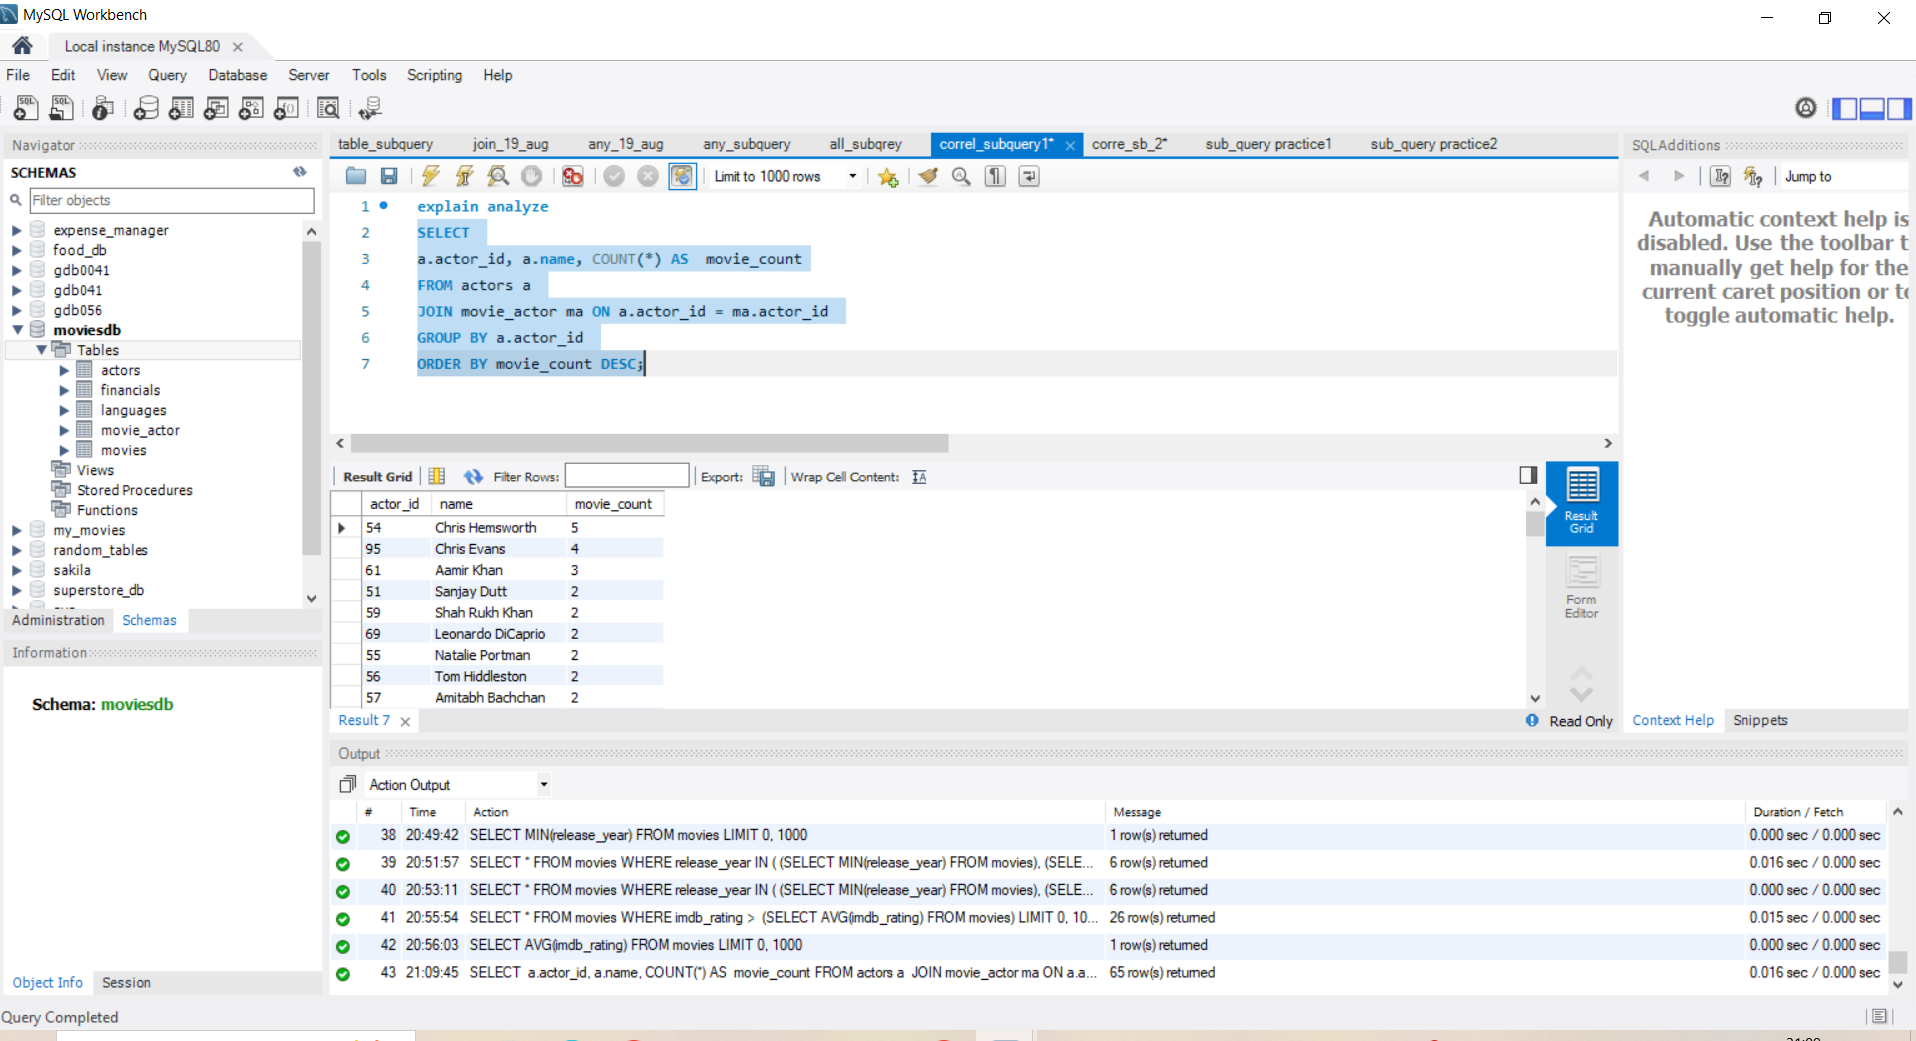 MySQL Workbench
Local instance MySQL80
File Edit View Query Database Server Tools Scripting Help
Navigator
SCHEMAS
Filter objects
expense_manager
food_db
gdb0041
gdb041
gdb056
moviesdb
Tables
actors
financials
languages
movie_actor
movies
Views
Stored Procedures
Functions
my_movies
random_tables
sakila
superstore_db
Administration Schemas
Information
Schema: moviesdb
Object Info Session
Query Completed
table_subquery join_19_aug any_19_aug any_subquery all_subqrey correl_subquery1* corre_sb_2* sub_query practice1 sub_query practice2
Limit to 1000 rows
1 explain analyze
2 SELECT
3 a.actor_id, a.name, COUNT(*) AS movie_count
4 FROM actors a
5 JOIN movie_actor ma ON a.actor_id = ma.actor_id
6 GROUP BY a.actor_id
7 ORDER BY movie_count DESC;
Result Grid Filter Rows: Export: Wrap Cell Content:
actor_id name movie_count
54 Chris Hemsworth 5
95 Chris Evans 4
61 Aamir Khan 3
51 Sanjay Dutt 2
59 Shah Rukh Khan 2
69 Leonardo DiCaprio 2
55 Natalie Portman 2
56 Tom Hiddleston 2
57 Amitabh Bachchan 2
Result Grid
Form Editor
Result 7
Read Only
SQLAdditions
Jump to
Automatic context help is
disabled. Use the toolbar t
manually get help for the
current caret position or to
toggle automatic help.
Context Help Snippets
Output
Action Output
# Time Action Message Duration / Fetch
38 20:49:42 SELECT MIN(release_year) FROM movies LIMIT 0, 1000 1 row(s) returned 0.000 sec / 0.000 sec
39 20:51:57 SELECT * FROM movies WHERE release_year IN ( (SELECT MIN(release_year) FROM movies), (SELE... 6 row(s) returned 0.016 sec / 0.000 sec
40 20:53:11 SELECT * FROM movies WHERE release_year IN ( (SELECT MIN(release_year) FROM movies), (SELE... 6 row(s) returned 0.000 sec / 0.000 sec
41 20:55:54 SELECT * FROM movies WHERE imdb_rating > (SELECT AVG(imdb_rating) FROM movies) LIMIT 0, 10... 26 row(s) returned 0.015 sec / 0.000 sec
42 20:56:03 SELECT AVG(imdb_rating) FROM movies LIMIT 0, 1000 1 row(s) returned 0.000 sec / 0.000 sec
43 21:09:45 SELECT a.actor_id, a.name, COUNT(*) AS movie_count FROM actors a JOIN movie_actor ma ON a.a... 65 row(s) returned 0.016 sec / 0.000 sec